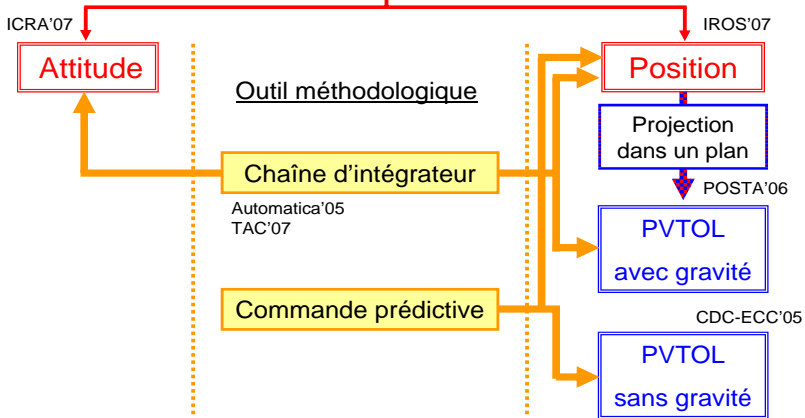 ICRA'07
IROS'07
Attitude
Position
Outil méthodologique
Projection
dans un plan
Chaîne d'intégrateur
POSTA'06
Automatica'05
TAC'07
PVTOL
avec gravité
Commande prédictive
CDC-ECC'05
PVTOL
sans gravité